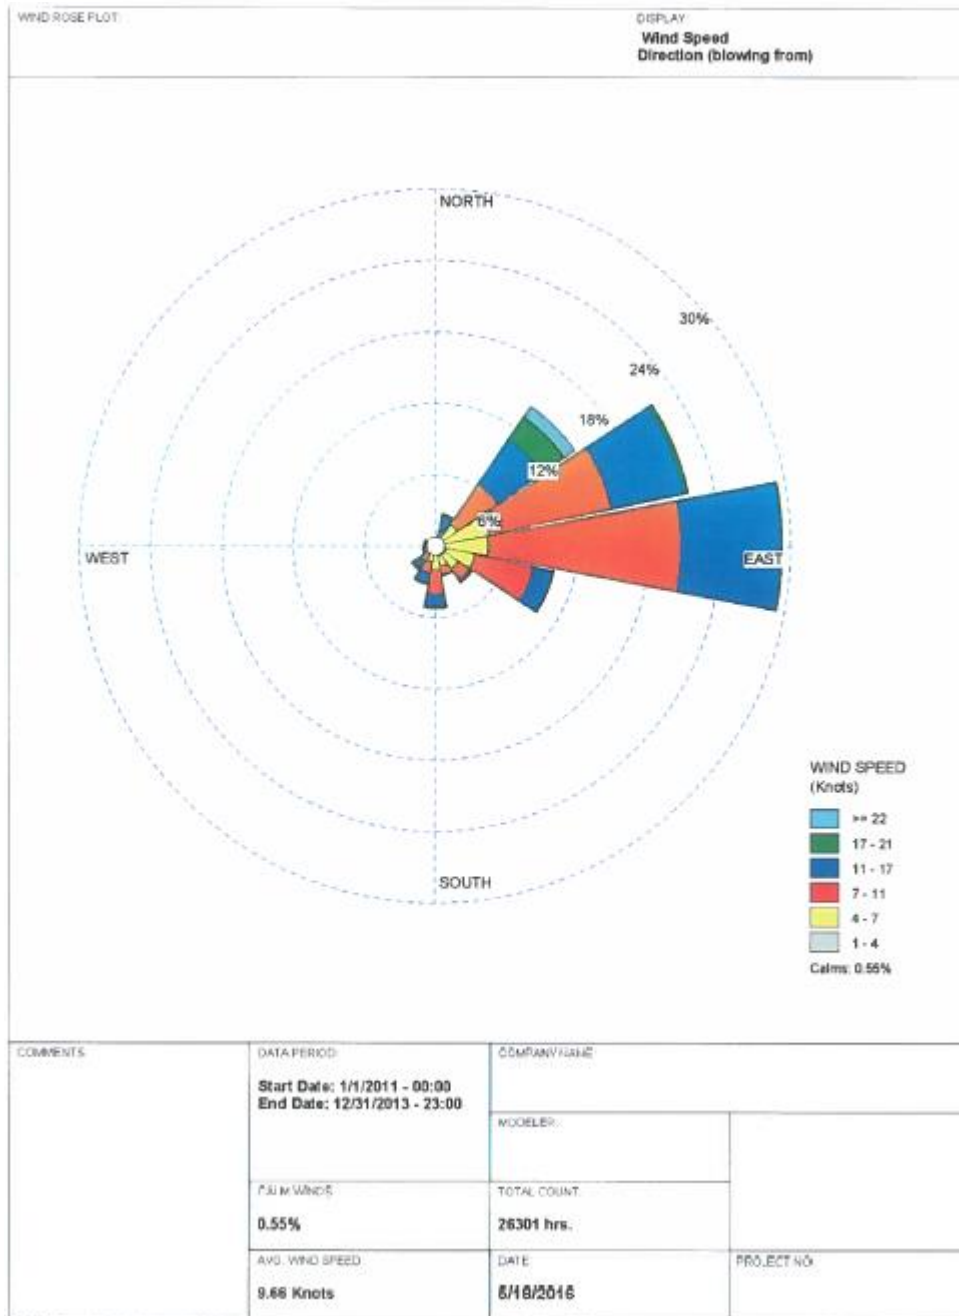 WIND ROSE PLOT:
DISPLAY:
Wind Speed
Direction (blowing from)
NORTH
30%
24%
18%
12%
6%
WEST
EAST
SOUTH
WIND SPEED
(Knots)
>= 22
17 - 21
11 - 17
7 - 11
4 - 7
1 - 4
Calms: 0.55%
COMMENTS:
DATA PERIOD:
Start Date: 1/1/2011 - 00:00
End Date: 12/31/2013 - 23:00
COMPANY NAME:
MODELER:
CALM WINDS:
0.55%
TOTAL COUNT:
26301 hrs.
AVG. WIND SPEED:
9.66 Knots
DATE:
PROJECT NO.: